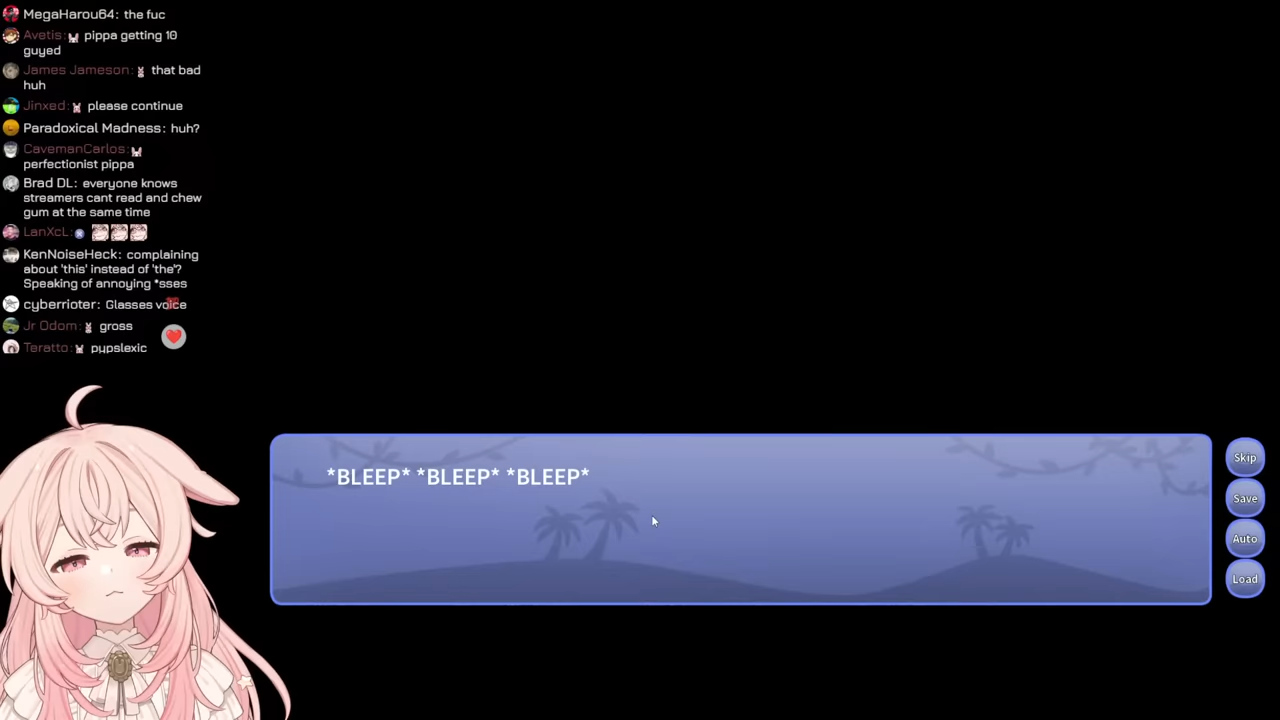 MegaHarou64: the fuc
Avetis: pippa getting 10
guyed
James Jameson: that bad
huh
Jinxed: please continue
Paradoxical Madness: huh?
CavemanCarlos:
perfectionist pippa
Brad DL: everyone knows
streamers cant read and chew
gum at the same time
LanXcL:
KenNoiseHeck: complaining
about 'this' instead of 'the'?
Speaking of annoying *sses
cyberrioter: Glasses voice
Jr Odom: gross
Teratto: pypslexic
*BLEEP* *BLEEP* *BLEEP*
Skip
Save
Auto
Load